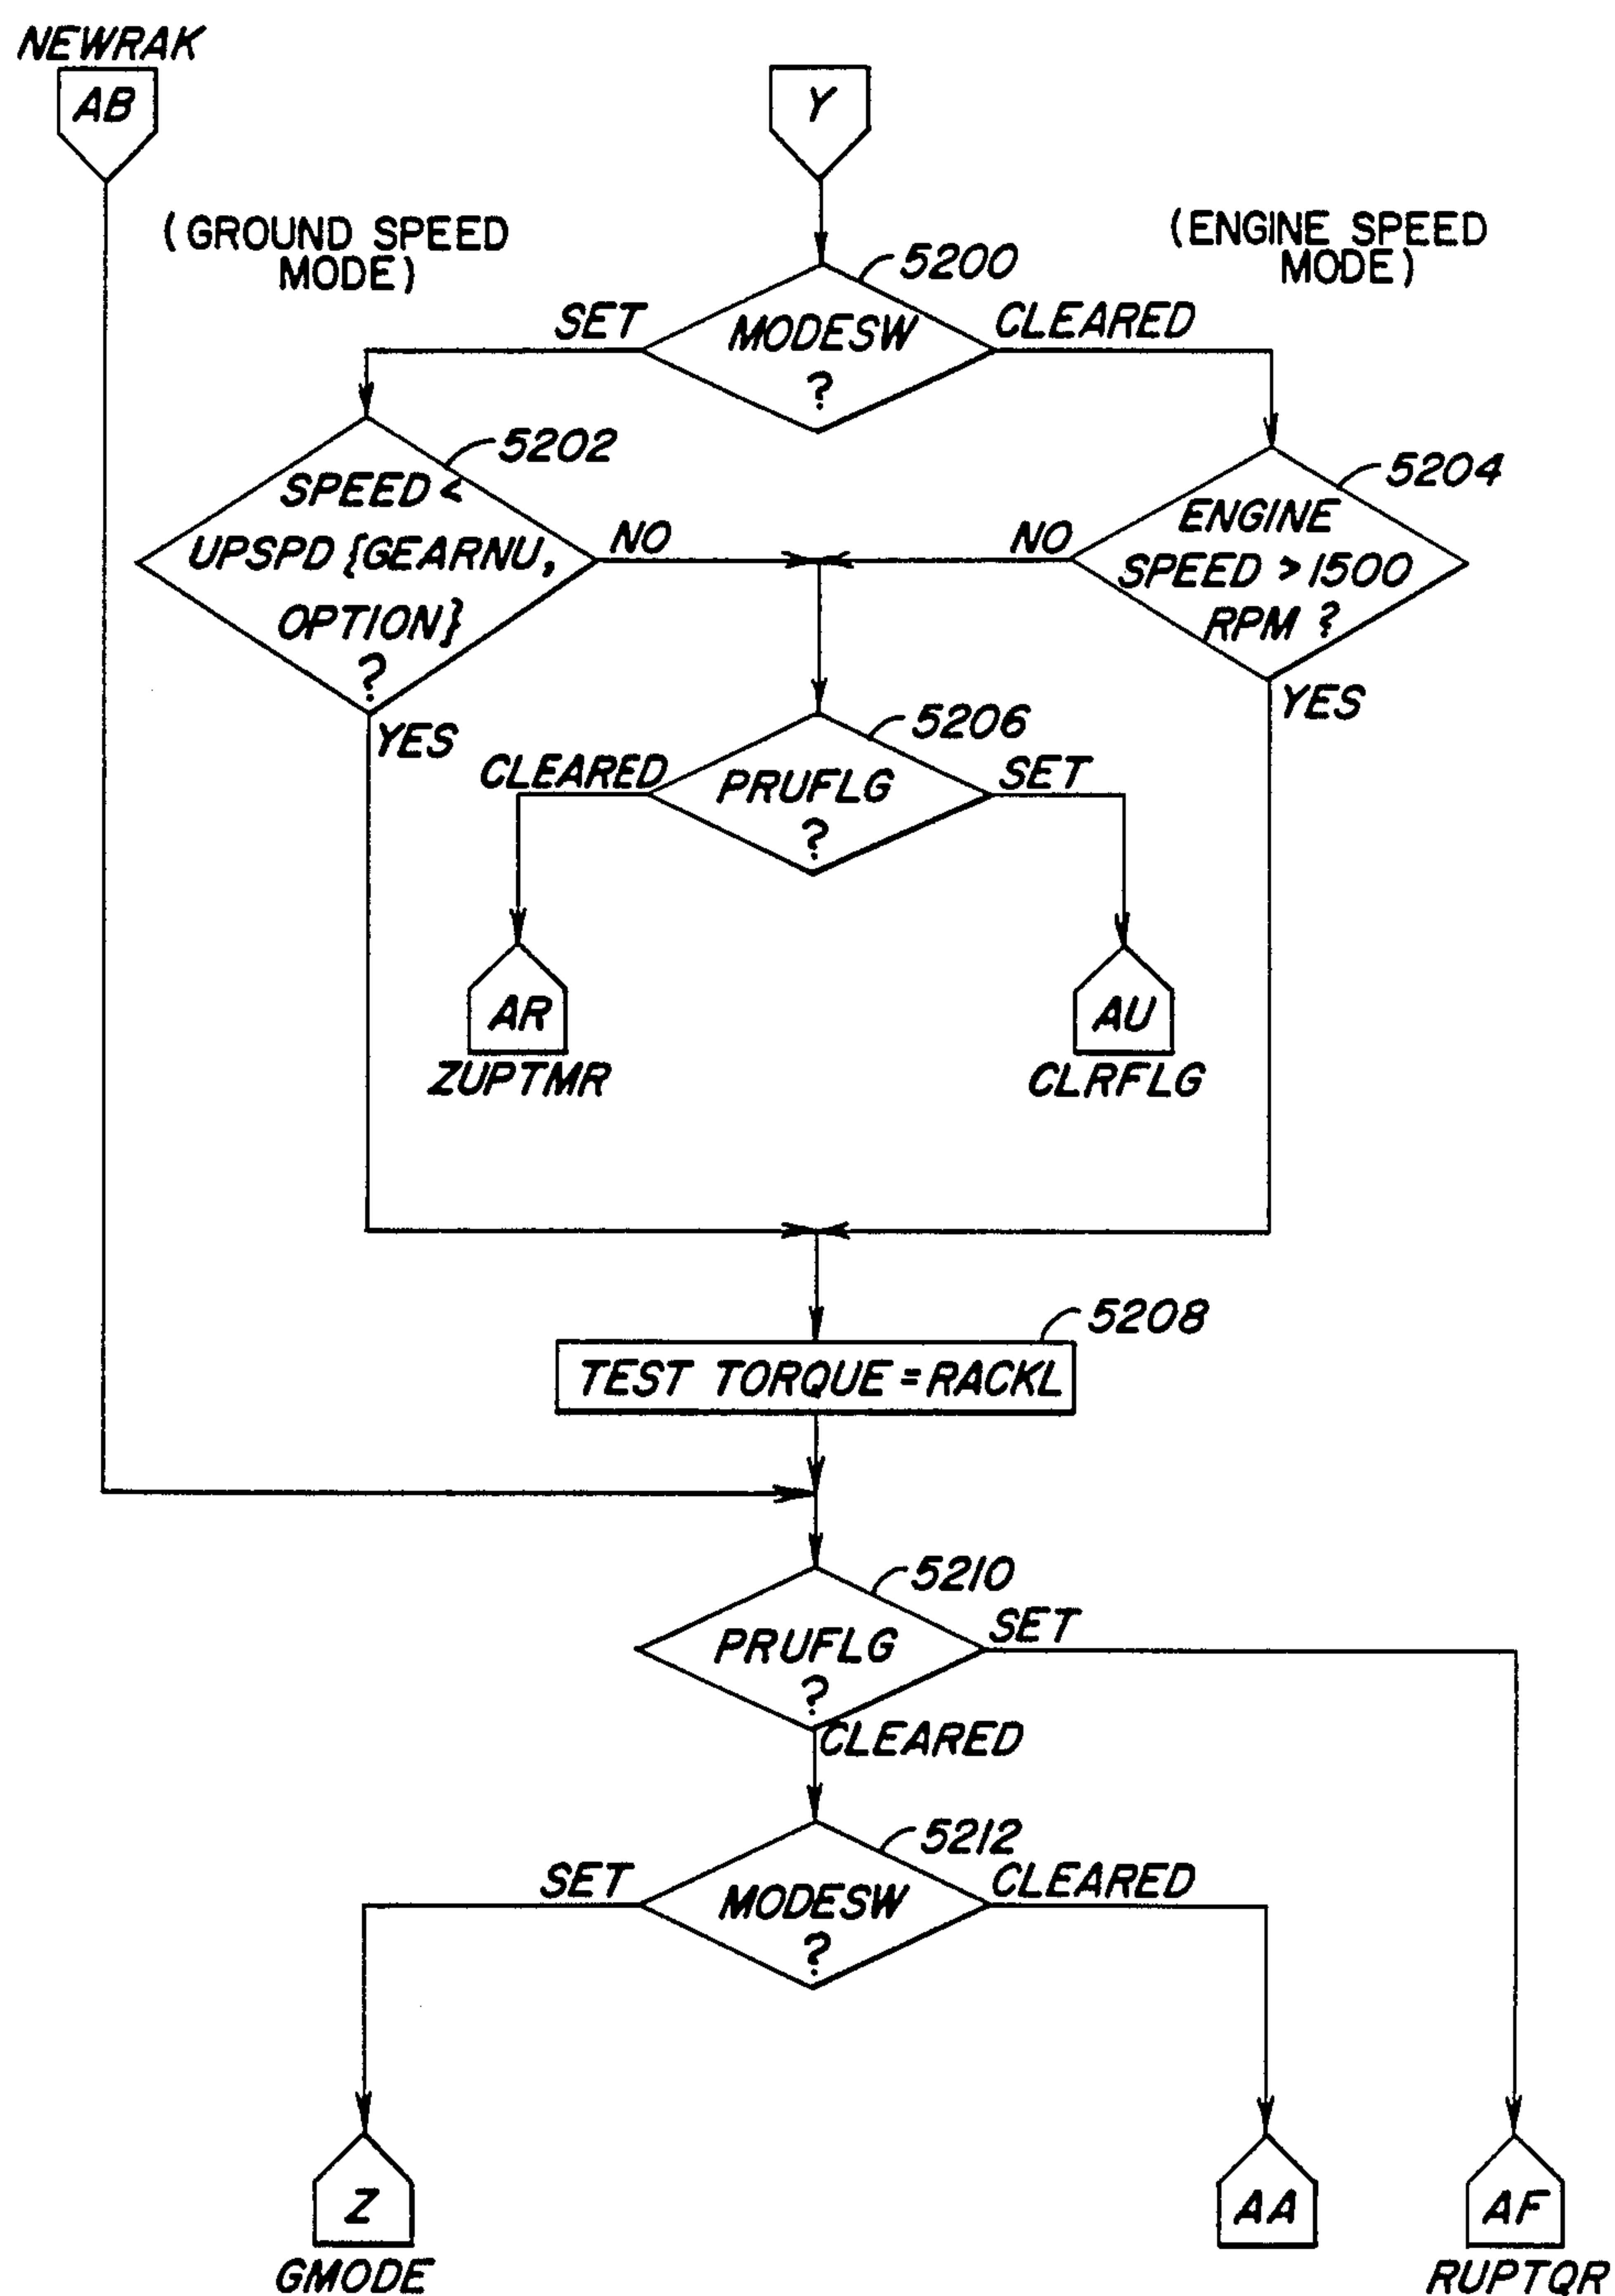 NEWRAK
AB
Y
(GROUND SPEED
MODE)
(ENGINE SPEED
MODE)
5200
SET
MODESW
?
CLEARED
5202
SPEED <
UPSPD {GEARNU,
OPTION}
?
NO
YES
5204
ENGINE
SPEED > 1500
RPM ?
NO
YES
5206
CLEARED
PRUFLG
?
SET
AR
ZUPTMR
AU
CLRFLG
5208
TEST TORQUE = RACKL
5210
PRUFLG
?
SET
CLEARED
5212
SET
MODESW
?
CLEARED
Z
GMODE
AA
AF
RUPTQR